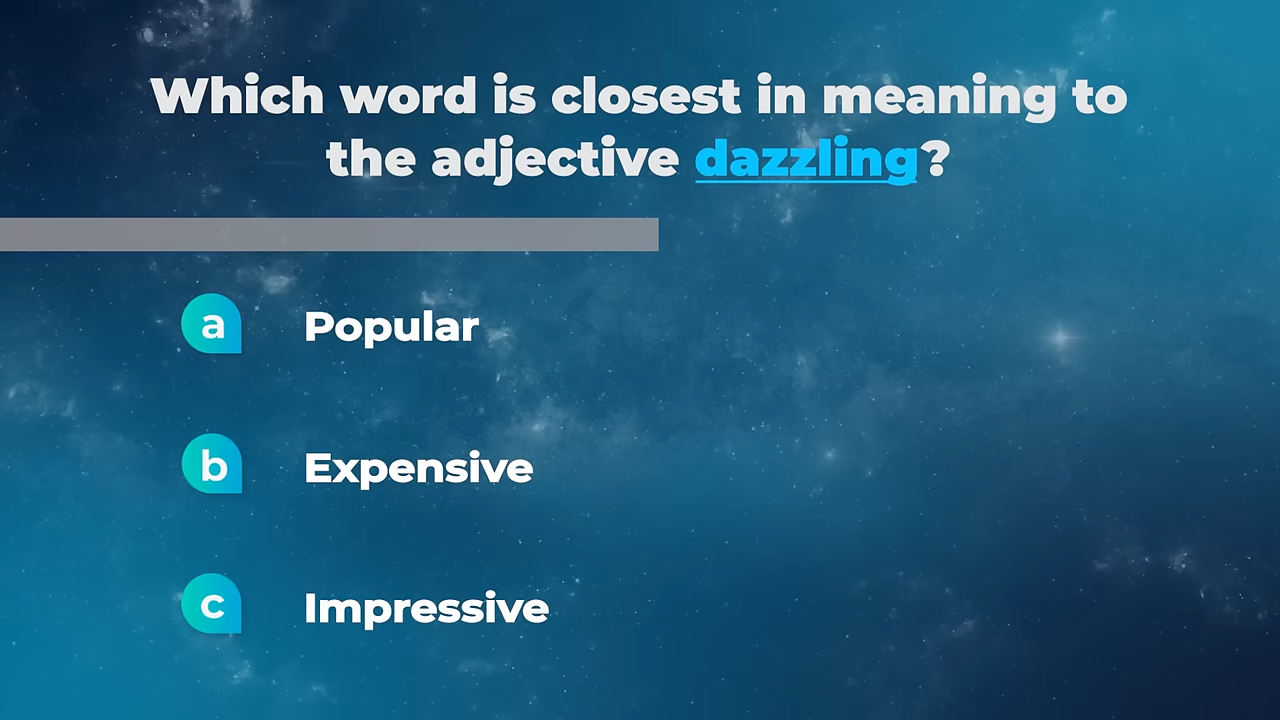 Which word is closest in meaning to
the adjective dazzling?
a Popular
b Expensive
c Impressive